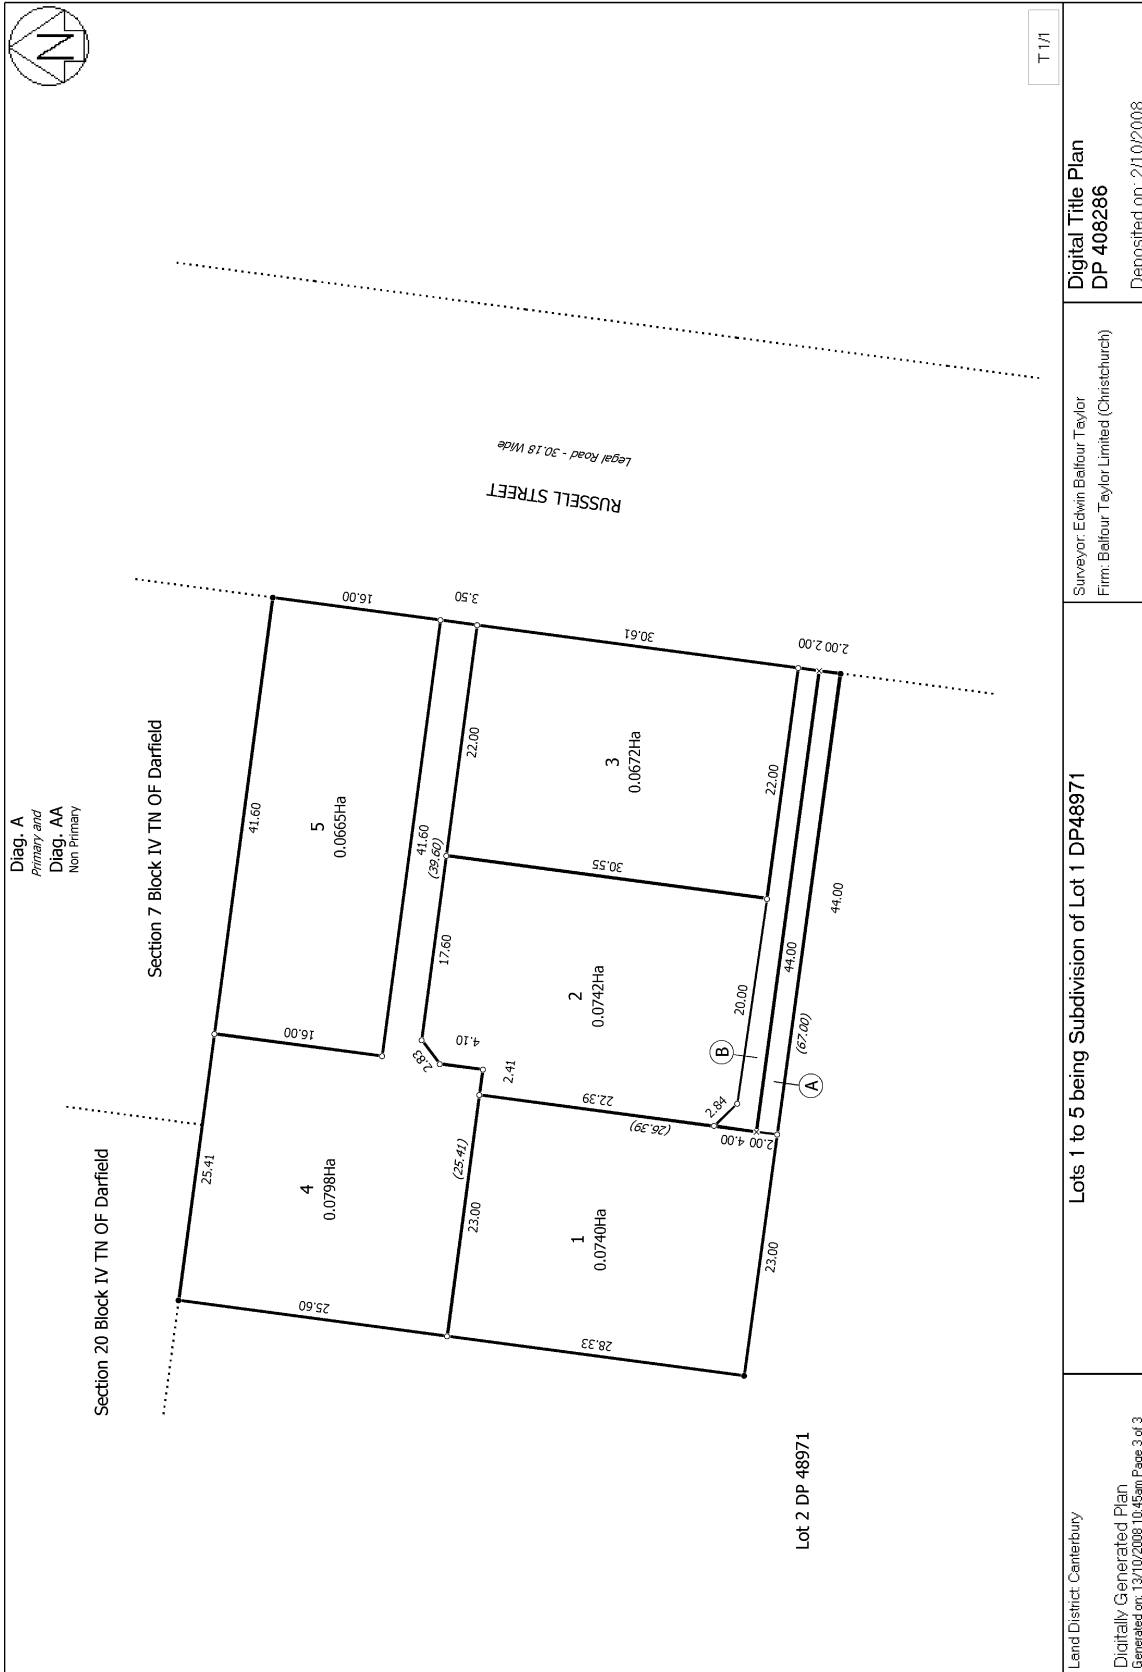 Diag. A
Primary and
Diag. AA
Non Primary
N
T 1/1
Section 20 Block IV TN OF Darfield
Section 7 Block IV TN OF Darfield
25.41
41.60
25.60
4
0.0798Ha
16.00
5
0.0665Ha
16.00
41.60
(39.60)
3.50
2.83
17.60
22.00
4.10
2.41
(25.41)
23.00
28.33
1
0.0740Ha
22.39
(26.39)
2
0.0742Ha
30.55
3
0.0672Ha
30.61
RUSSELL STREET
Legal Road - 30.18 Wide
2.84
20.00
22.00
4.00
2.00
B
44.00
2.00
2.00
23.00
A
(67.00)
44.00
Lot 2 DP 48971
Land District: Canterbury
Digitally Generated Plan
Generated on: 13/10/2008 10:45am Page 3 of 3
Lots 1 to 5 being Subdivision of Lot 1 DP48971
Surveyor: Edwin Balfour Taylor
Firm: Balfour Taylor Limited (Christchurch)
Digital Title Plan
DP 408286
Deposited on: 2/10/2008